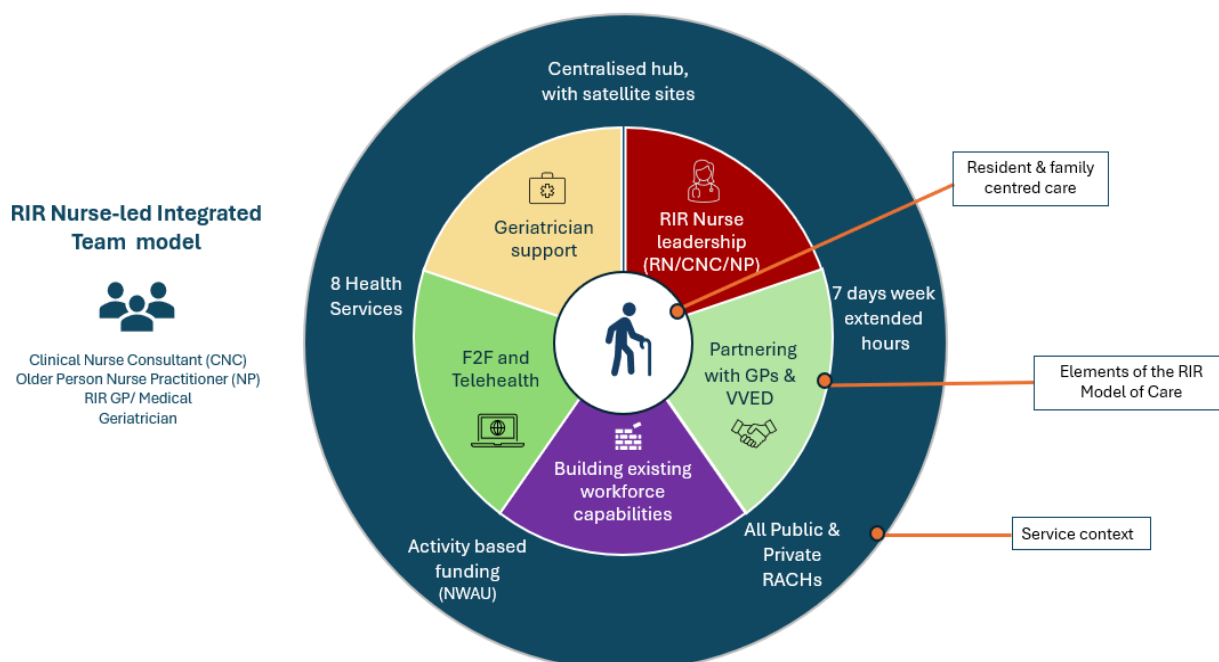 RIR Nurse-led Integrated
Team model
Clinical Nurse Consultant (CNC)
Older Person Nurse Practitioner (NP)
RIR GP/ Medical
Geriatrician
Centralised hub,
with satellite sites
Geriatrician
support
RIR Nurse
leadership
(RN/CNC/NP)
8 Health
Services
7 days week
extended
hours
F2F and
Telehealth
Partnering
with GPs &
VVED
Building existing
workforce
capabilities
Activity based
funding
(NWAU)
All Public &
Private
RACHs
Resident & family
centred care
Elements of the RIR
Model of Care
Service context